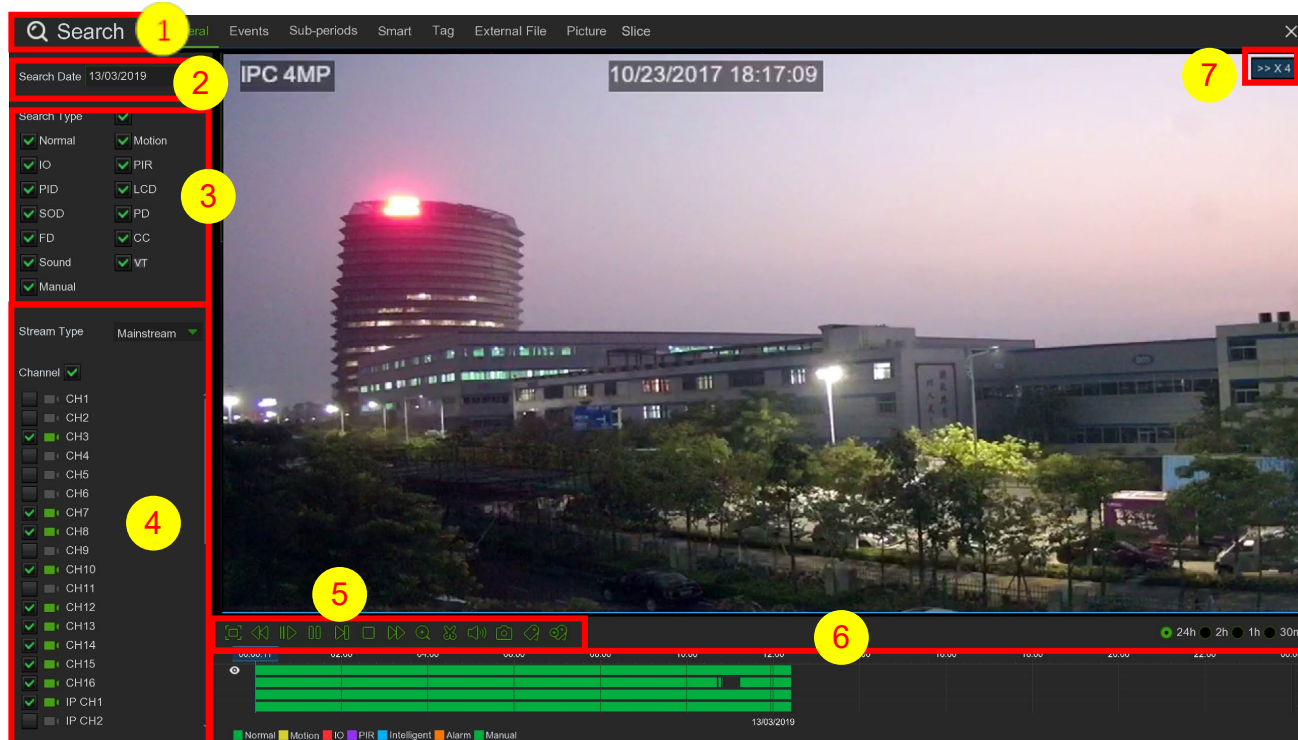 Search 1 eral Events Sub-periods Smart Tag External File Picture Slice
Search Date 13/03/2019 2
IPC 4MP 10/23/2017 18:17:09 7 >> X 4
Search Type
Normal Motion
IO PIR
PID LCD
3
SOD PD
FD CC
Sound VT
Manual
Stream Type Mainstream
Channel
CH1
CH2
CH3
CH4
CH5
CH6
CH7
4
CH8
CH9
CH10
CH11
CH12
CH13
CH14
CH15
CH16
IP CH1
IP CH2
5
6
24h 2h 1h 30m
00:00:11 02:00 04:00 06:00 08:00 10:00 12:00 16:00 18:00 20:00 22:00
13/03/2019
Normal Motion IO PIR Intelligent Alarm Manual